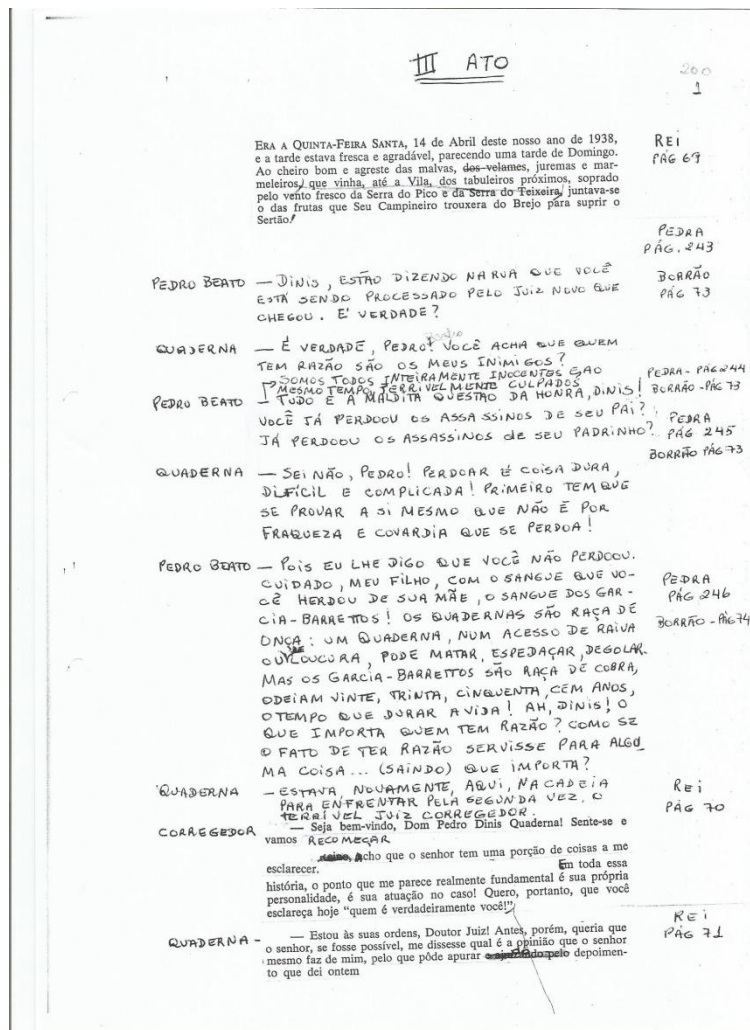 III ATO
200
1
ERA A QUINTA-FEIRA SANTA, 14 de Abril deste nosso ano de 1938,
e a tarde estava fresca e agradável, parecendo uma tarde de Domingo.
Ao cheiro bom e agreste das malvas, dos velames, juremas e mar-
meleiros, que vinha, até a Vila, dos tabuleiros próximos, soprado
pelo vento fresco da Serra do Pico e da Serra do Teixeira, juntava-se
o das frutas que Seu Campineiro trouxera do Brejo para suprir o
Sertão!
REI
PÁG 69
PEDRA
PÁG. 243
PEDRO BEATO — DINIS, ESTÃO DIZENDO NA RUA QUE VOCÊ
ESTÁ SENDO PROCESSADO PELO JUIZ NOVO QUE
CHEGOU. É VERDADE?
BORRÃO
PÁG 73
QUADERNA — É VERDADE, PEDRO! VOCÊ ACHA QUE QUEM
TEM RAZÃO SÃO OS MEUS INIMIGOS?
SOMOS TODOS INTEIRAMENTE INOCENTES E AO
MESMO TEMPO TERRIVELMENTE CULPADOS
PEDRA - PÁG 244
BORRÃO - PÁG 73
PEDRO BEATO — TUDO É A MALDITA QUESTÃO DA HONRA, DINIS!
VOCÊ JÁ PERDOOU OS ASSASSINOS DE SEU PAI?
JÁ PERDOOU OS ASSASSINOS de SEU PADRINHO?
PEDRA
PÁG 245
BORRÃO PÁG 73
QUADERNA — SEI NÃO, PEDRO! PERDOAR É COISA DURA,
DIFÍCIL E COMPLICADA! PRIMEIRO TEM QUE
SE PROVAR A SI MESMO QUE NÃO É POR
FRAQUEZA E COVARDIA QUE SE PERDOA!
PEDRO BEATO — POIS EU LHE DIGO QUE VOCÊ NÃO PERDOOU.
CUIDADO, MEU FILHO, COM O SANGUE QUE VO-
CÊ HERDOU DE SUA MÃE, O SANGUE DOS GAR-
CIA-BARRETTOS! OS QUADERNAS SÃO RAÇA DE
ONÇA: UM QUADERNA, NUM ACESSO DE RAIVA
OU LOUCURA, PODE MATAR, ESPEDAÇAR, DEGOLAR.
MAS OS GARCIA-BARRETTOS SÃO RAÇA DE COBRA,
ODEIAM VINTE, TRINTA, CINQUENTA, CEM ANOS,
O TEMPO QUE DURAR A VIDA! AH, DINIS! O
QUE IMPORTA QUEM TEM RAZÃO? COMO SE
O FATO DE TER RAZÃO SERVISSE PARA ALGU_
MA COISA... (SAINDO) QUE IMPORTA?
PEDRA
PÁG 246
BORRÃO - PÁG 74
QUADERNA — ESTAVA, NOVAMENTE, AQUI, NA CADEIA
PARA ENFRENTAR PELA SEGUNDA VEZ, O
TERRÍVEL JUIZ CORREGEDOR.
REI
PÁG 70
CORREGEDOR — Seja bem-vindo, Dom Pedro Dinis Quaderna! Sente-se e
vamos RECOMEÇAR
Acho que o senhor tem uma porção de coisas a me
esclarecer. Em toda essa
história, o ponto que me parece realmente fundamental é sua própria
personalidade, é sua atuação no caso! Quero, portanto, que você
esclareça hoje "quem é verdadeiramente você!"
QUADERNA - — Estou às suas ordens, Doutor Juiz! Antes, porém, queria que
o senhor, se fosse possível, me dissesse qual é a opinião que o senhor
mesmo faz de mim, pelo que pôde apurar do depoimen-
to que dei ontem
REI
PÁG 71